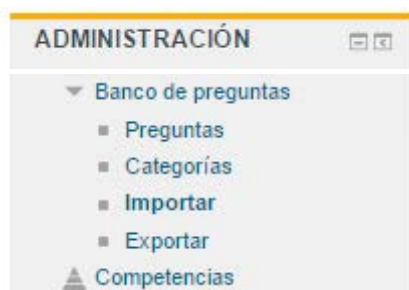 ADMINISTRACIÓN
Banco de preguntas
Preguntas
Categorías
Importar
Exportar
Competencias